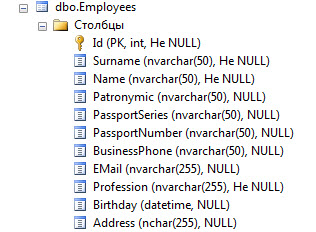 dbo.Employees
Столбцы
Id (PK, int, Не NULL)
Surname (nvarchar(50), Не NULL)
Name (nvarchar(50), Не NULL)
Patronymic (nvarchar(50), NULL)
PassportSeries (nvarchar(50), NULL)
PassportNumber (nvarchar(50), NULL)
BusinessPhone (nvarchar(50), NULL)
EMail (nvarchar(255), NULL)
Profession (nvarchar(255), Не NULL)
Birthday (datetime, NULL)
Address (nchar(255), NULL)